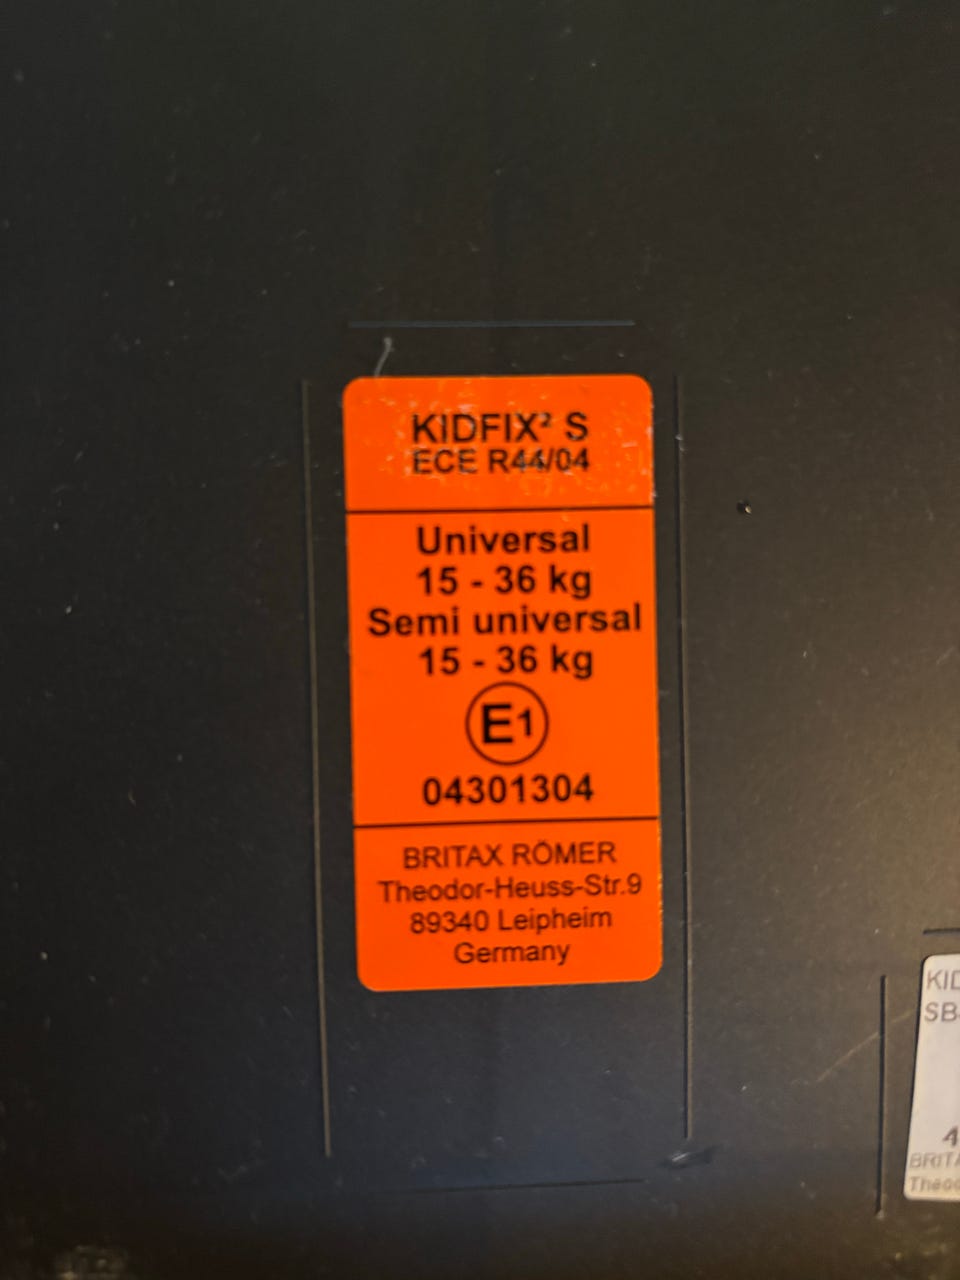 KIDFIX² S
ECE R44/04
Universal
15 - 36 kg
Semi universal
15 - 36 kg
E1
04301304
BRITAX RÖMER
Theodor-Heuss-Str.9
89340 Leipheim
Germany